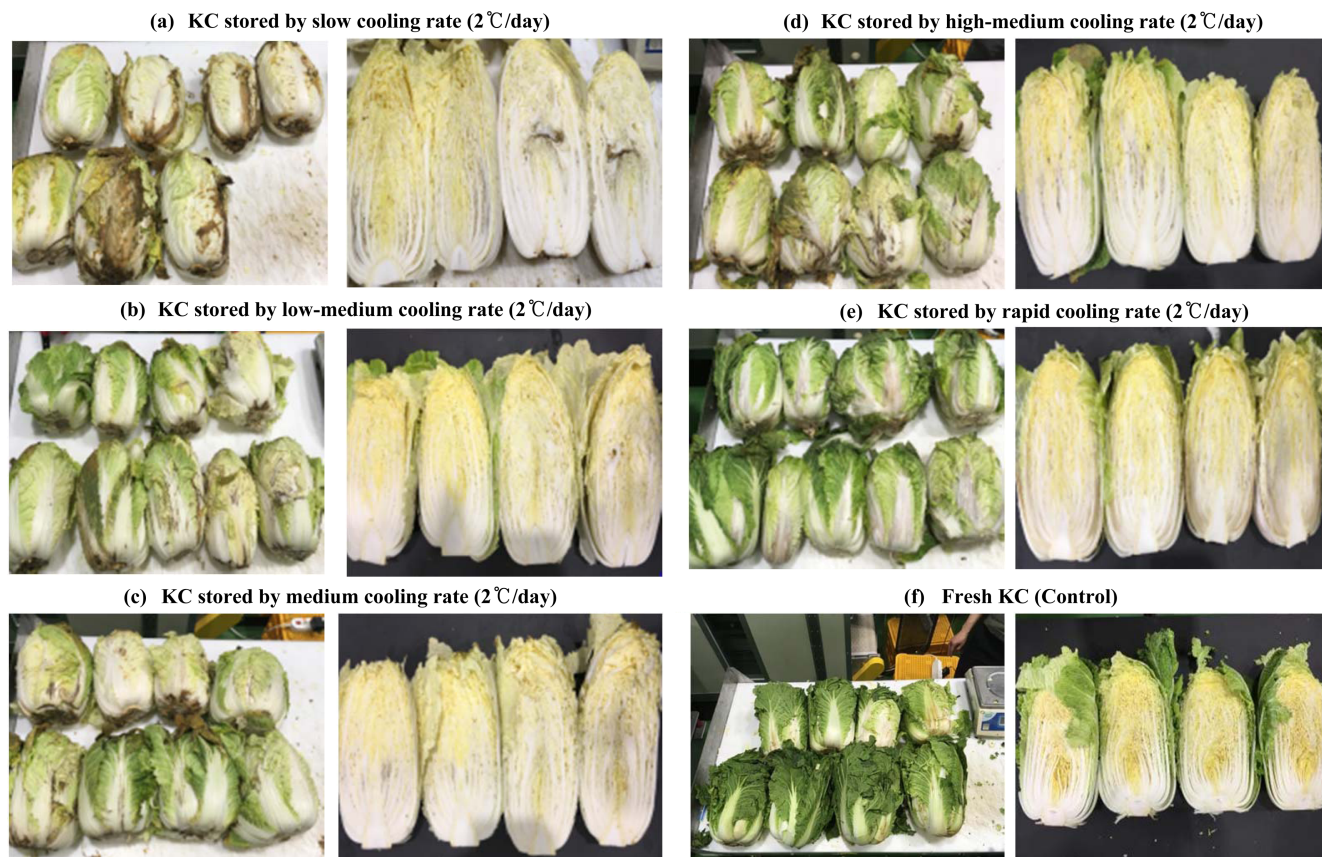 (a) KC stored by slow cooling rate (2℃/day)
(d) KC stored by high-medium cooling rate (2℃/day)
(b) KC stored by low-medium cooling rate (2℃/day)
(e) KC stored by rapid cooling rate (2℃/day)
(c) KC stored by medium cooling rate (2℃/day)
(f) Fresh KC (Control)